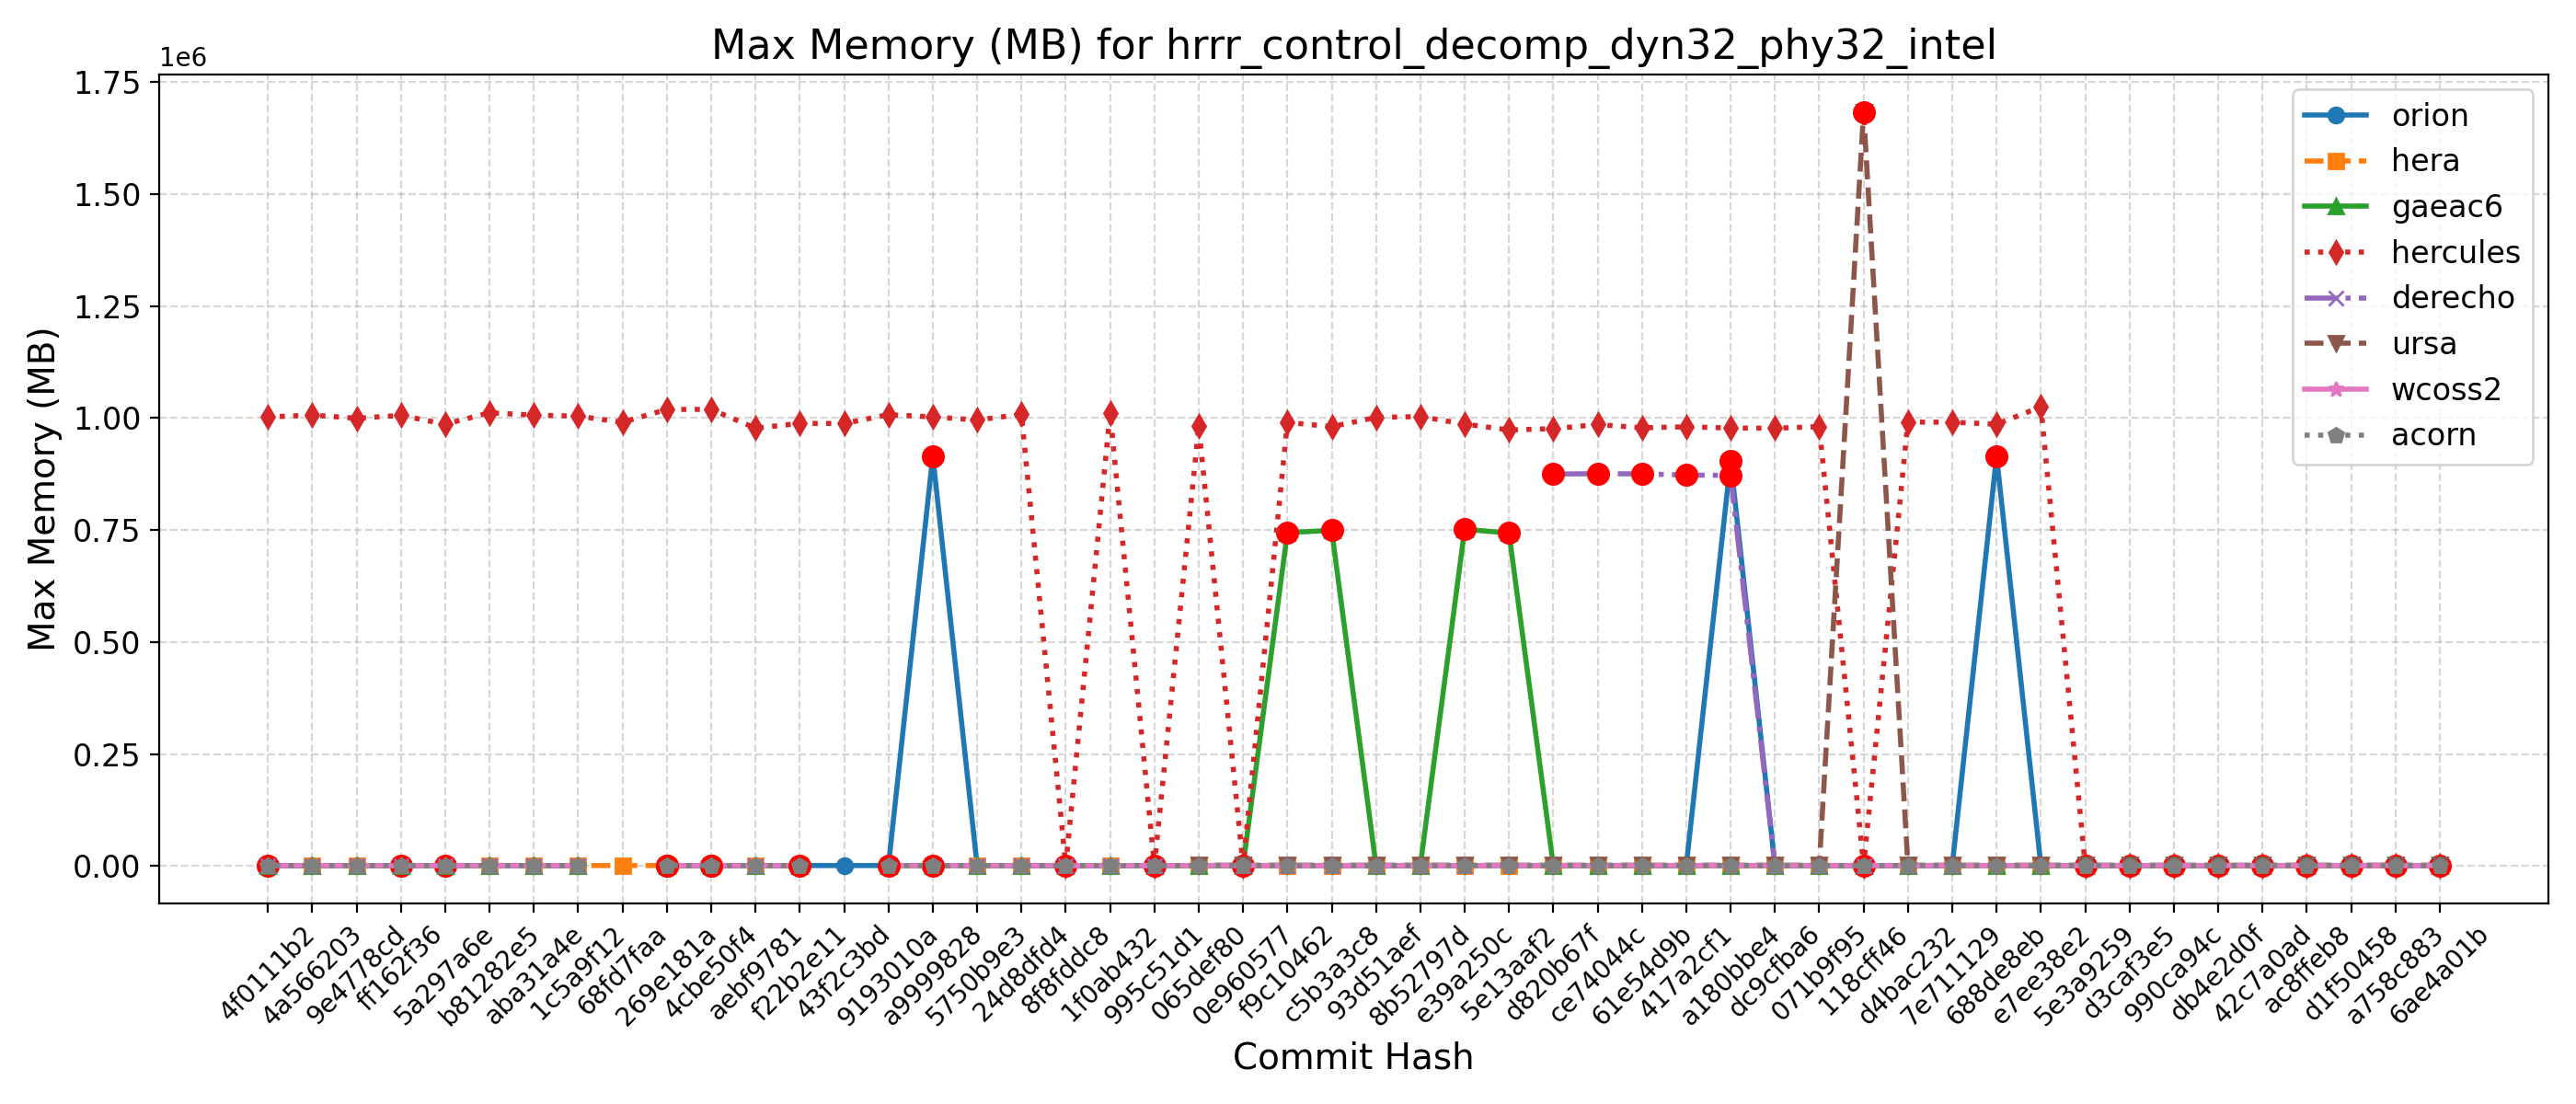 Max Memory (MB) for hrrr_control_decomp_dyn32_phy32_intel
1e6
1.75
1.50
1.25
1.00
0.75
0.50
0.25
0.00
Max Memory (MB)
orion
hera
gaeac6
hercules
derecho
ursa
wcoss2
acorn
4f0111b2
4a566203
9e4778cd
ff162f36
5a297a6e
b81282e5
aba31a4e
1c5a9f12
68fd7faa
269e181a
4cbe50f4
aebf9781
f22b2e11
43f2c3bd
9193010a
a9999828
5750b9e3
24d8dfd4
8f8fddc8
1f0ab432
995c51d1
065def80
0e960577
f9c10462
c5b3a3c8
93d51aef
8b52797d
e39a250c
5e13aaf2
d820b67f
ce74044c
61e54d9b
417a2cf1
a180bbe4
dc9cfba6
071b9f95
118cff46
d4bac232
7e711129
688de8eb
e7ee38e2
5e3a9259
d3caf3e5
990ca94c
db4e2d0f
42c7a0ad
ac8ffeb8
d1f50458
a758c883
6ae4a01b
Commit Hash